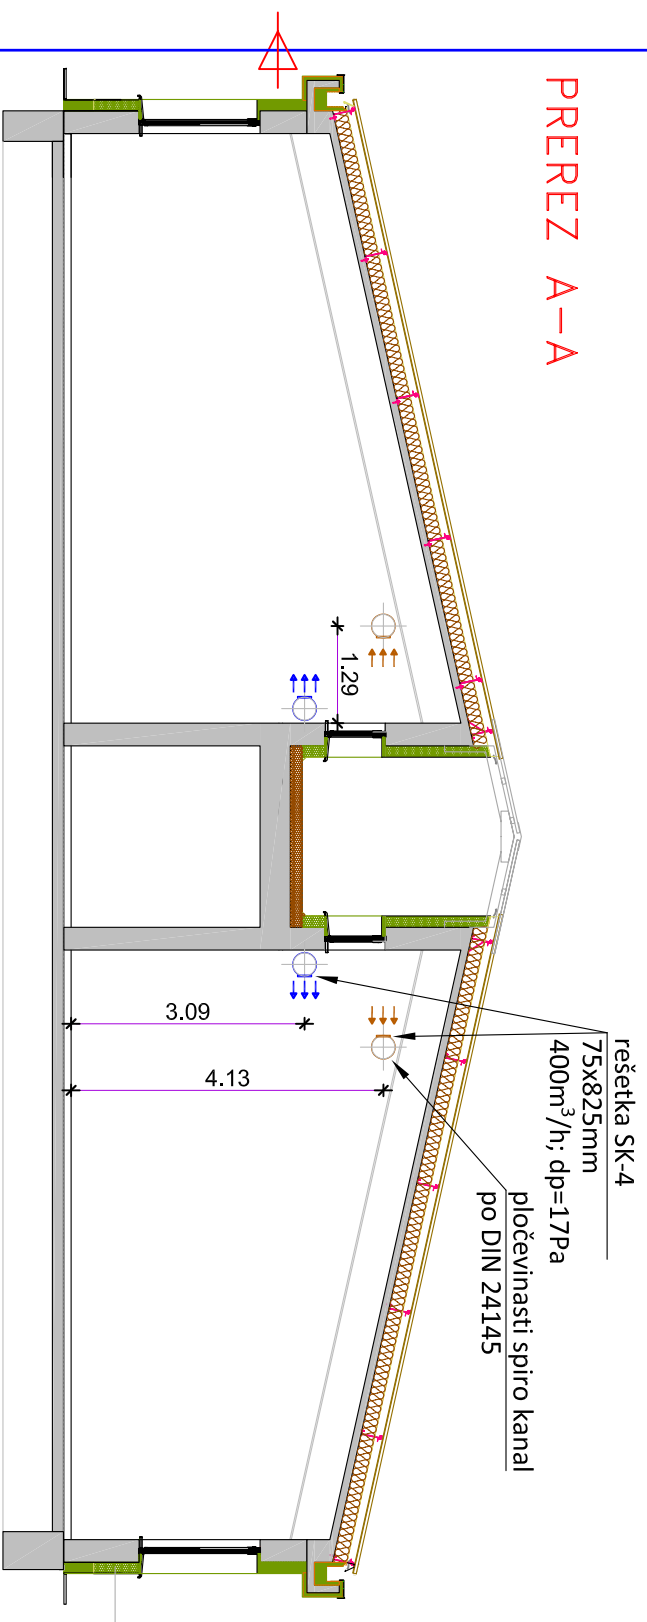 PREREZ A-A
rešetka SK-4
75x825mm
400m³/h; dp=17Pa
pločevinasti spiro kanal
po DIN 24145
1.29
3.09
4.13